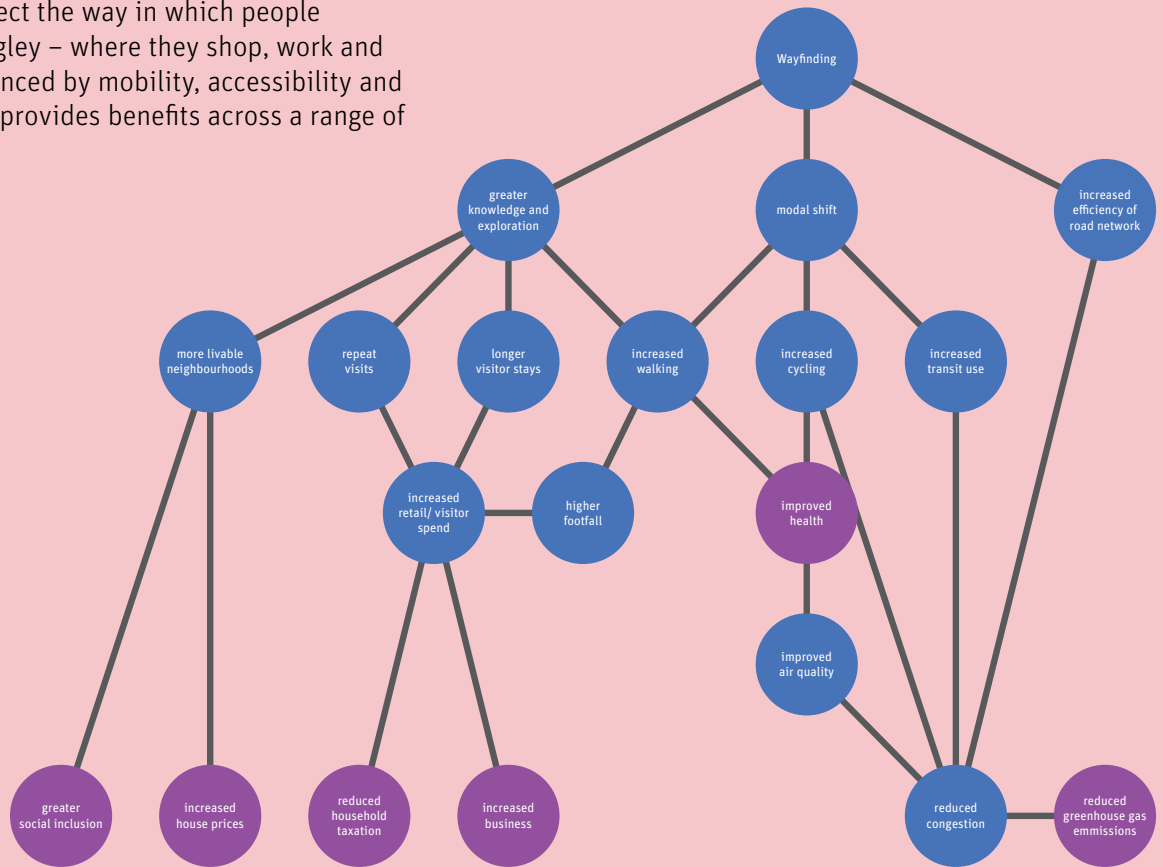 ect the way in which people
gley – where they shop, work and
nced by mobility, accessibility and
provides benefits across a range of
Wayfinding
greater
knowledge and
exploration
modal shift
increased
efficiency of
road network
more livable
neighbourhoods
repeat
visits
longer
visitor stays
increased
walking
increased
cycling
increased
transit use
increased
retail/ visitor
spend
higher
footfall
improved
health
improved
air quality
greater
social inclusion
increased
house prices
reduced
household
taxation
increased
business
reduced
congestion
reduced
greenhouse gas
emmissions